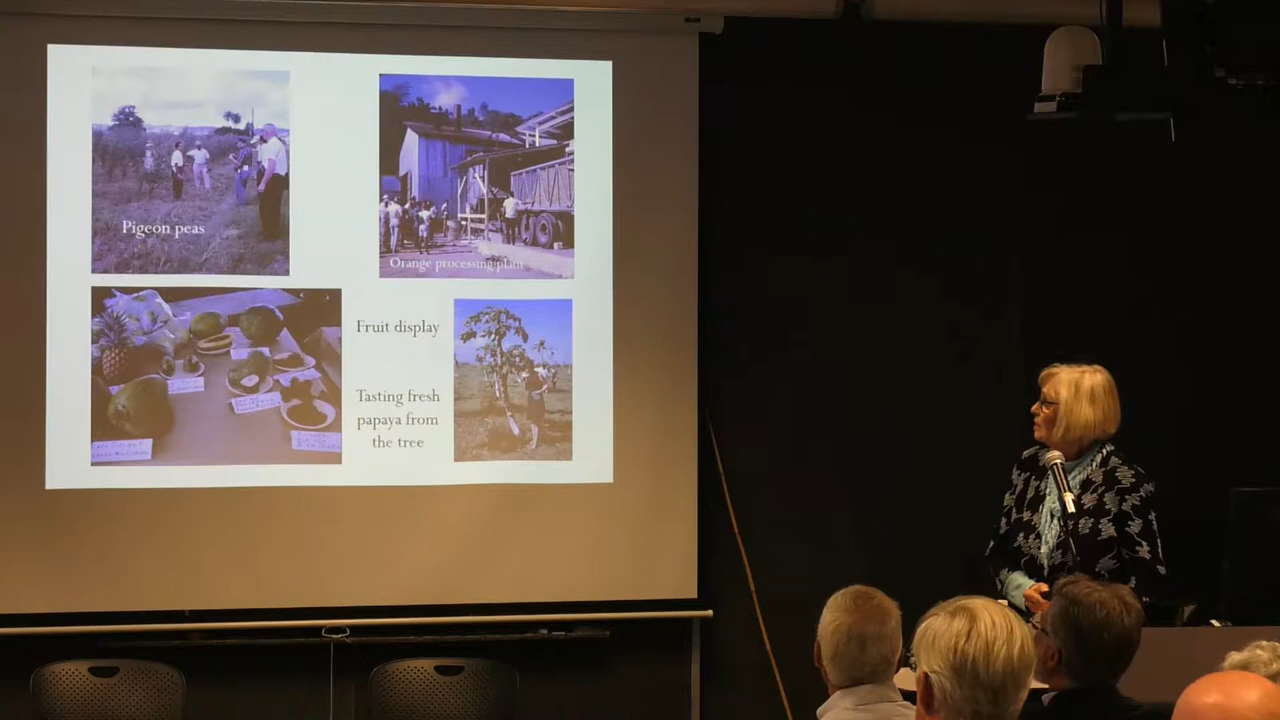 Pigeon peas
Orange processing plant
Fruit display
Tasting fresh
papaya from
the tree